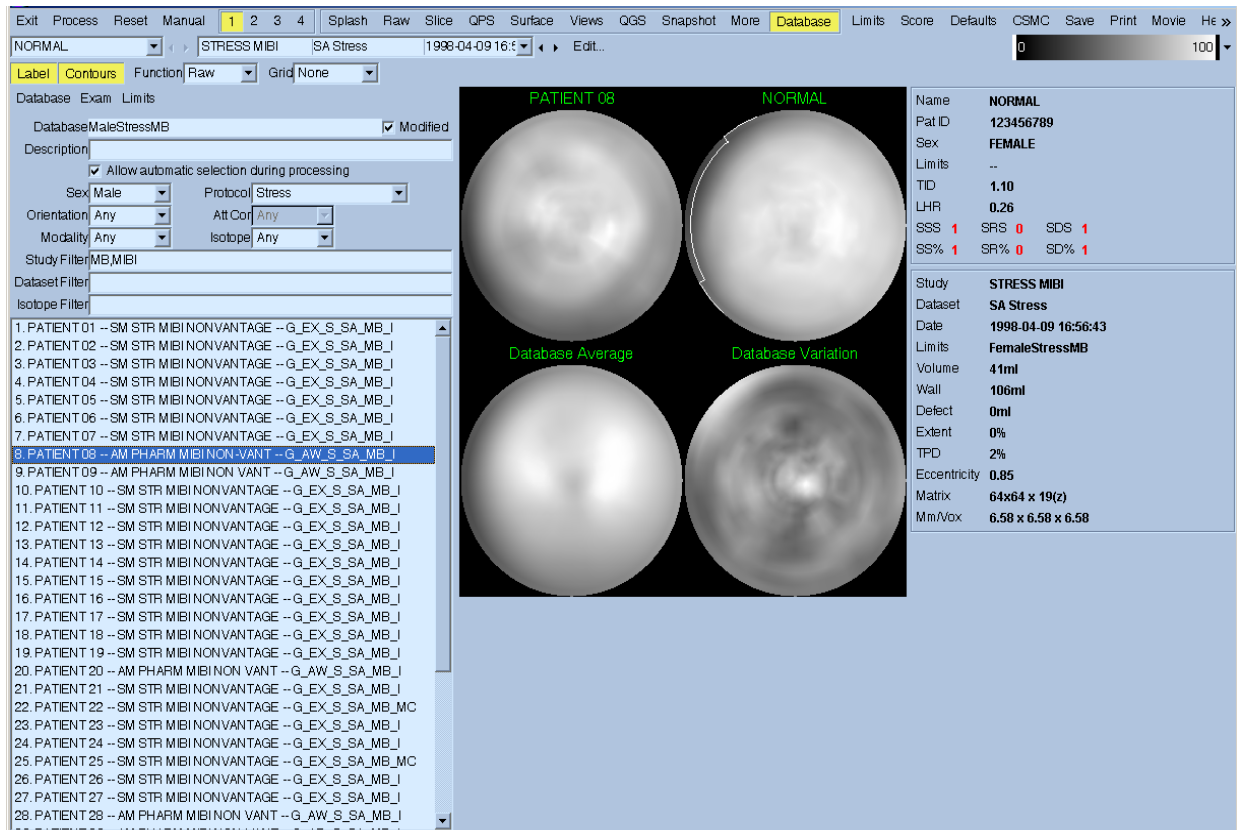 Exit Process Reset Manual 1 2 3 4 Splash Raw Slice QPS Surface Views QGS Snapshot More Database Limits Score Defaults CSMC Save Print Movie He »
NORMAL STRESS MIBI SA Stress 1998-04-09 16:5 Edit... 0 100
Label Contours Function Raw Grid None
Database Exam Limits
Database MaleStressMB Modified
Description
Allow automatic selection during processing
Sex Male Protocol Stress
Orientation Any Att Cor Any
Modality Any Isotope Any
Study Filter MB,MIBI
Dataset Filter
Isotope Filter
1. PATIENT 01 -- SM STR MIBI NONVANTAGE -- G_EX_S_SA_MB_I
2. PATIENT 02 -- SM STR MIBI NONVANTAGE -- G_EX_S_SA_MB_I
3. PATIENT 03 -- SM STR MIBI NONVANTAGE -- G_EX_S_SA_MB_I
4. PATIENT 04 -- SM STR MIBI NONVANTAGE -- G_EX_S_SA_MB_I
5. PATIENT 05 -- SM STR MIBI NONVANTAGE -- G_EX_S_SA_MB_I
6. PATIENT 06 -- SM STR MIBI NONVANTAGE -- G_EX_S_SA_MB_I
7. PATIENT 07 -- SM STR MIBI NONVANTAGE -- G_EX_S_SA_MB_I
8. PATIENT 08 -- AM PHARM MIBI NON-VANT -- G_AW_S_SA_MB_I
9. PATIENT 09 -- AM PHARM MIBI NON VANT -- G_AW_S_SA_MB_I
10. PATIENT 10 -- SM STR MIBI NONVANTAGE -- G_EX_S_SA_MB_I
11. PATIENT 11 -- SM STR MIBI NONVANTAGE -- G_EX_S_SA_MB_I
12. PATIENT 12 -- SM STR MIBI NONVANTAGE -- G_EX_S_SA_MB_I
13. PATIENT 13 -- SM STR MIBI NONVANTAGE -- G_EX_S_SA_MB_I
14. PATIENT 14 -- SM STR MIBI NONVANTAGE -- G_EX_S_SA_MB_I
15. PATIENT 15 -- SM STR MIBI NONVANTAGE -- G_EX_S_SA_MB_I
16. PATIENT 16 -- SM STR MIBI NONVANTAGE -- G_EX_S_SA_MB_I
17. PATIENT 17 -- SM STR MIBI NONVANTAGE -- G_EX_S_SA_MB_I
18. PATIENT 18 -- SM STR MIBI NONVANTAGE -- G_EX_S_SA_MB_I
19. PATIENT 19 -- SM STR MIBI NONVANTAGE -- G_EX_S_SA_MB_I
20. PATIENT 20 -- AM PHARM MIBI NON VANT -- G_AW_S_SA_MB_I
21. PATIENT 21 -- SM STR MIBI NONVANTAGE -- G_EX_S_SA_MB_I
22. PATIENT 22 -- SM STR MIBI NONVANTAGE -- G_EX_S_SA_MB_MC
23. PATIENT 23 -- SM STR MIBI NONVANTAGE -- G_EX_S_SA_MB_I
24. PATIENT 24 -- SM STR MIBI NONVANTAGE -- G_EX_S_SA_MB_I
25. PATIENT 25 -- SM STR MIBI NONVANTAGE -- G_EX_S_SA_MB_MC
26. PATIENT 26 -- SM STR MIBI NONVANTAGE -- G_EX_S_SA_MB_I
27. PATIENT 27 -- SM STR MIBI NONVANTAGE -- G_EX_S_SA_MB_I
28. PATIENT 28 -- AM PHARM MIBI NON VANT -- G_AW_S_SA_MB_I
PATIENT 08 NORMAL
Database Average Database Variation
Name NORMAL
Pat ID 123456789
Sex FEMALE
Limits --
TID 1.10
LHR 0.26
SSS 1 SRS 0 SDS 1
SS% 1 SR% 0 SD% 1
Study STRESS MIBI
Dataset SA Stress
Date 1998-04-09 16:56:43
Limits FemaleStressMB
Volume 41ml
Wall 106ml
Defect 0ml
Extent 0%
TPD 2%
Eccentricity 0.85
Matrix 64x64 x 19(z)
Mm/Vox 6.58 x 6.58 x 6.58